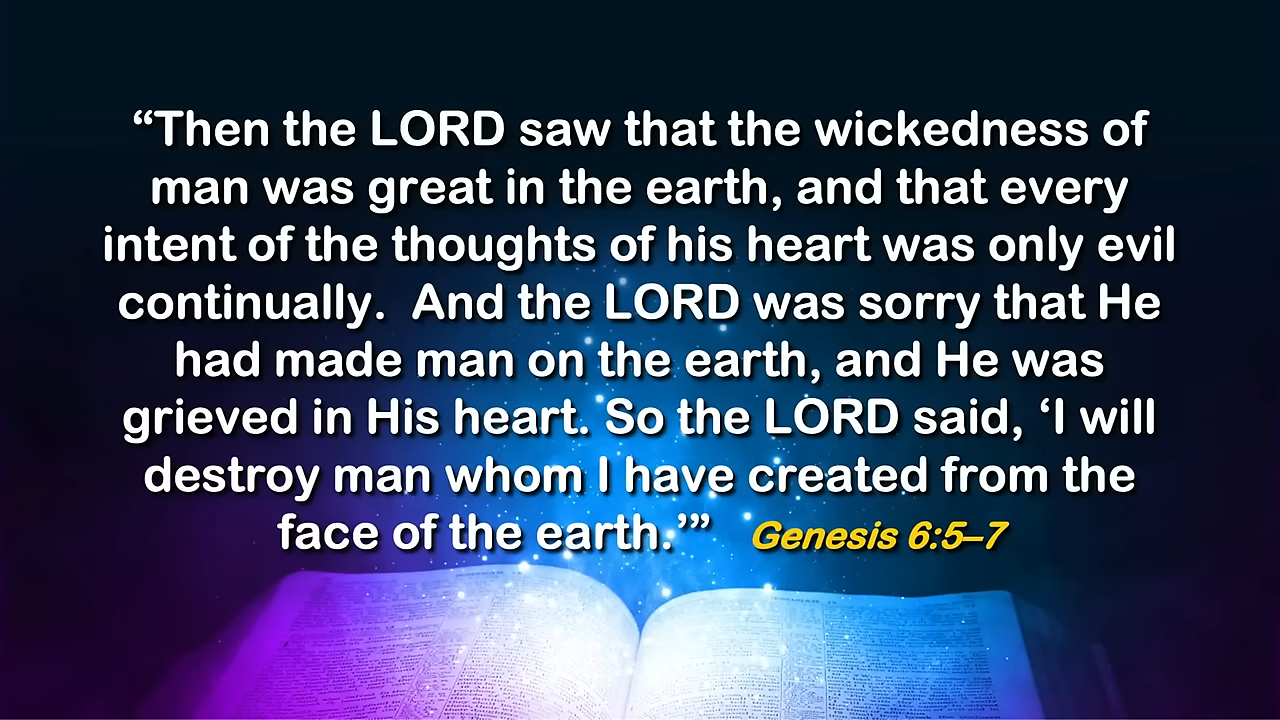 “Then the LORD saw that the wickedness of
man was great in the earth, and that every
intent of the thoughts of his heart was only evil
continually.  And the LORD was sorry that He
had made man on the earth, and He was
grieved in His heart. So the LORD said, ‘I will
destroy man whom I have created from the
face of the earth.’” Genesis 6:5–7